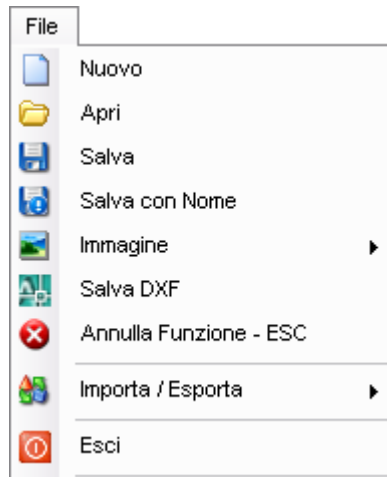 File
Nuovo
Apri
Salva
Salva con Nome
Immagine
Salva DXF
Annulla Funzione - ESC
Importa / Esporta
Esci